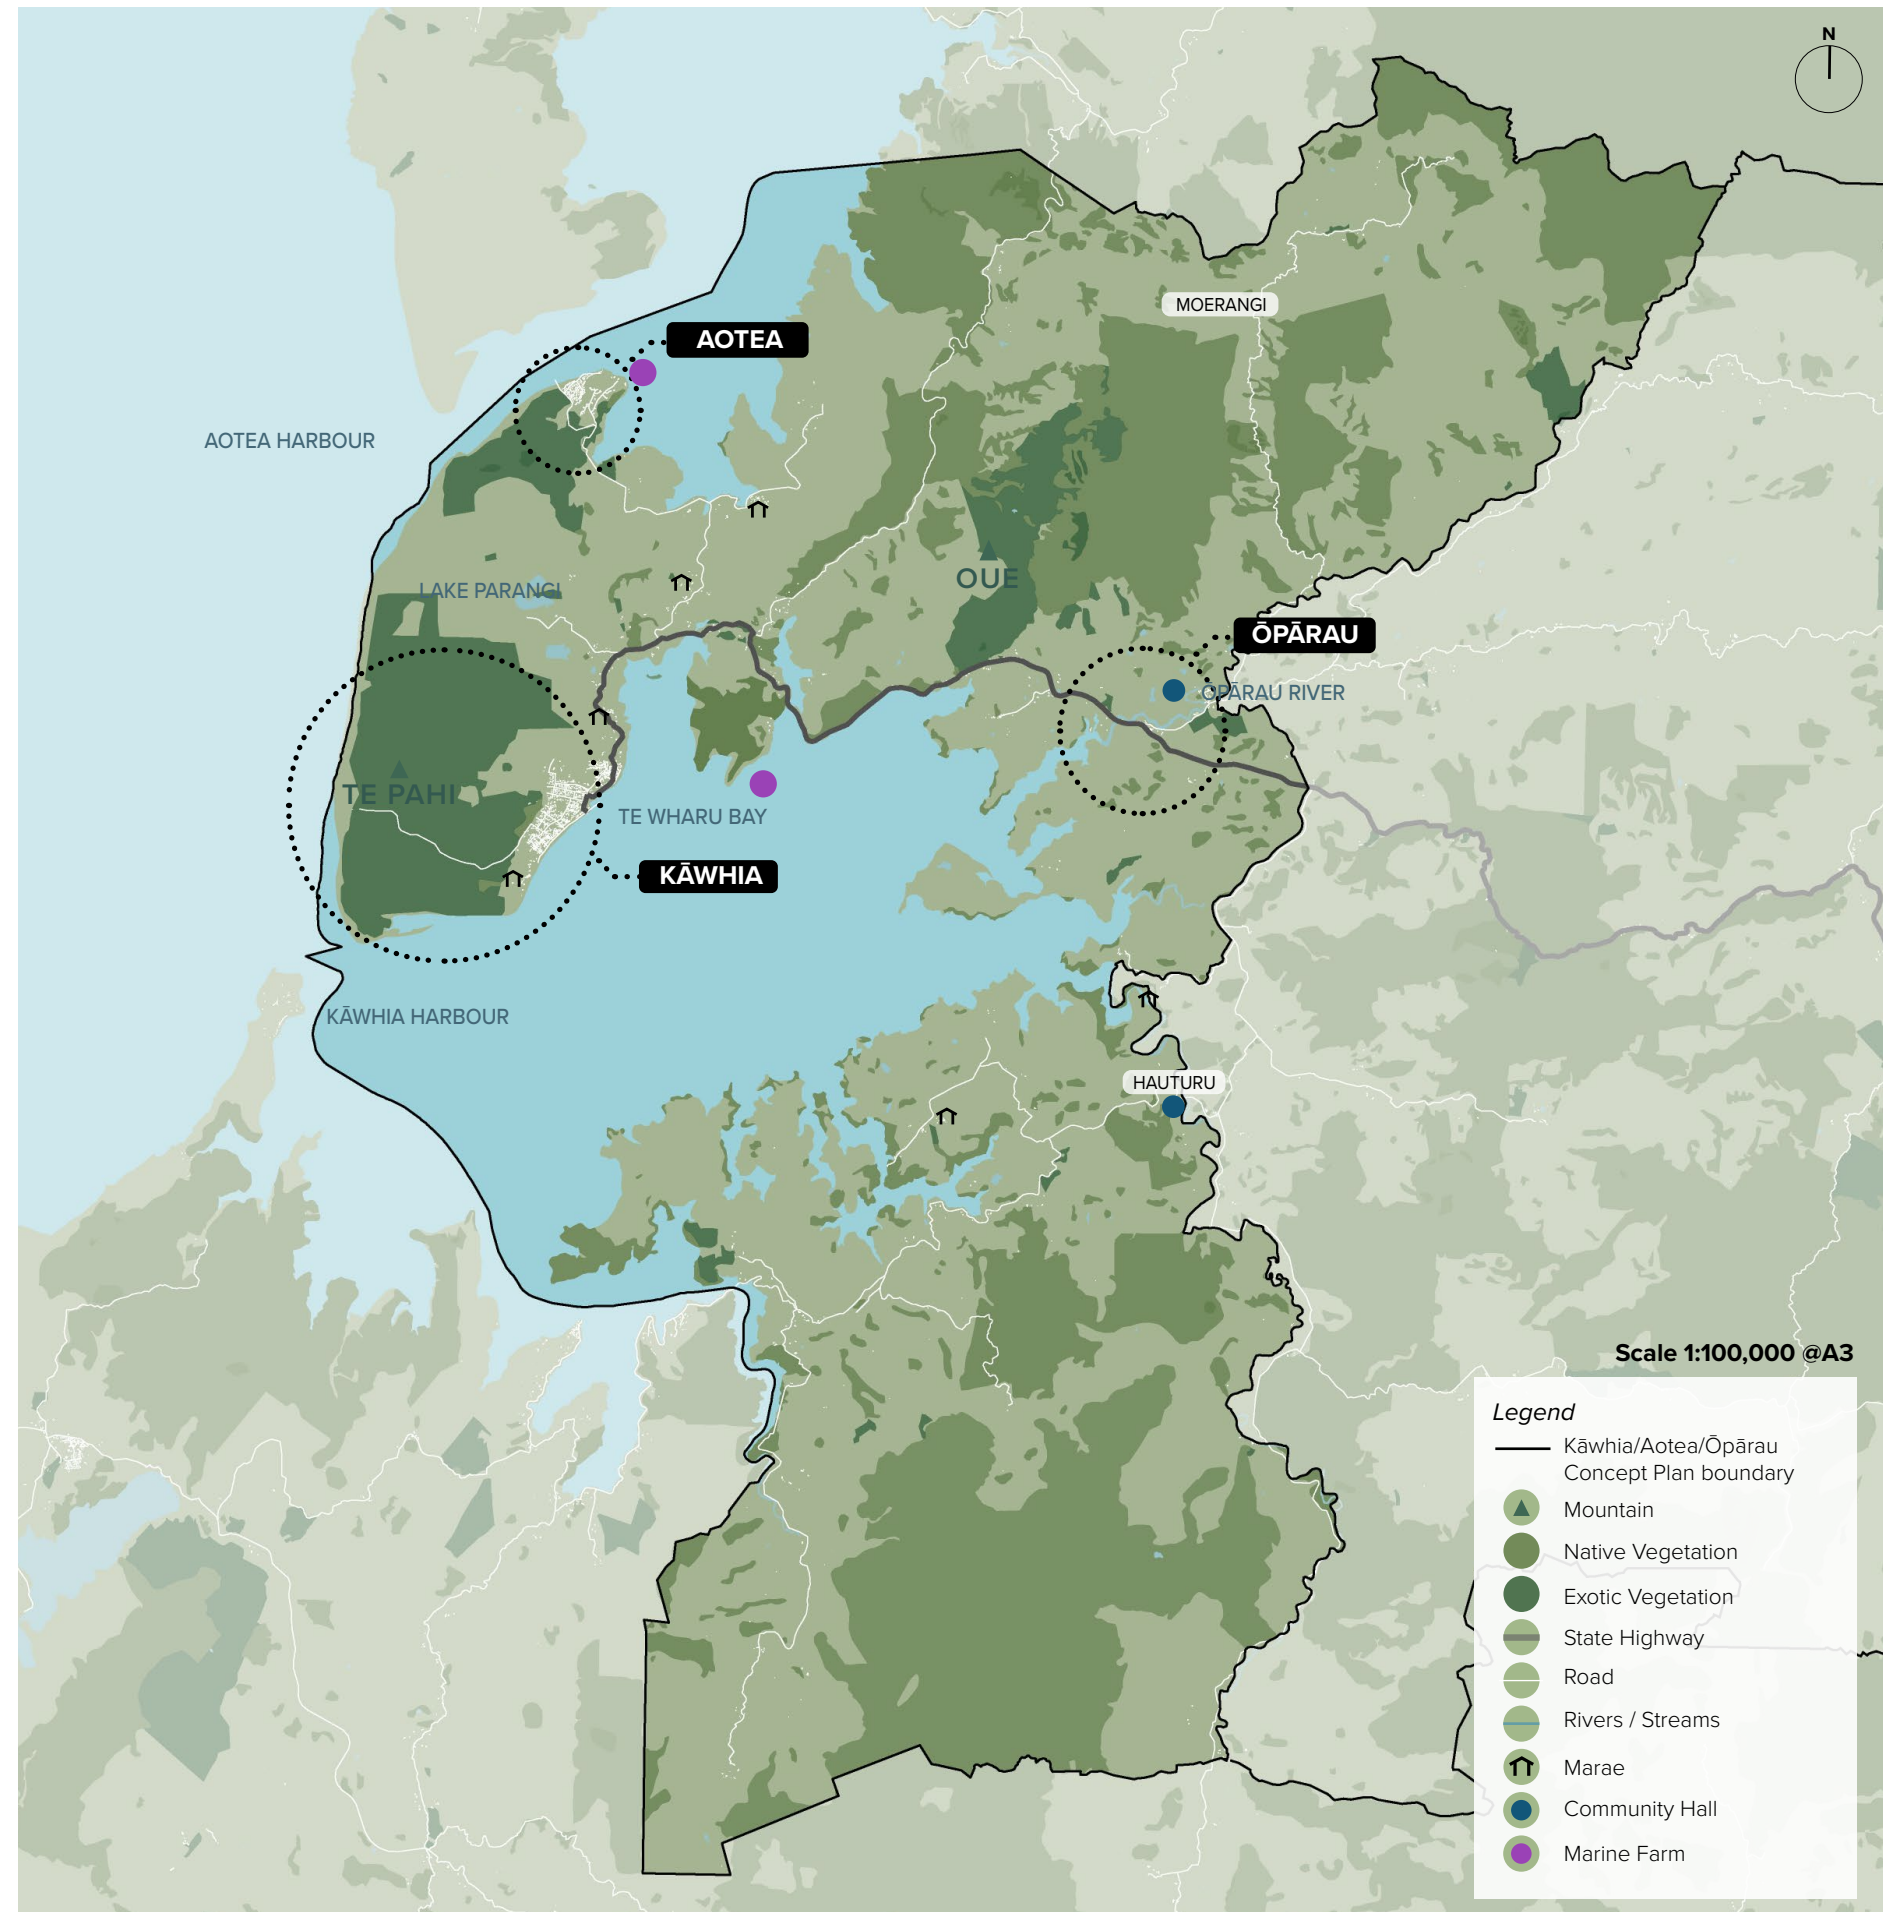 N
MOERANGI
AOTEA
AOTEA HARBOUR
OUE
LAKE PARANGI
ŌPĀRAU
ŌPĀRAU RIVER
TE PAHI
TE WHARU BAY
KĀWHIA
KĀWHIA HARBOUR
HAUTURU
Scale 1:100,000 @A3
Legend
Kāwhia/Aotea/Ōpārau
Concept Plan boundary
Mountain
Native Vegetation
Exotic Vegetation
State Highway
Road
Rivers / Streams
Marae
Community Hall
Marine Farm